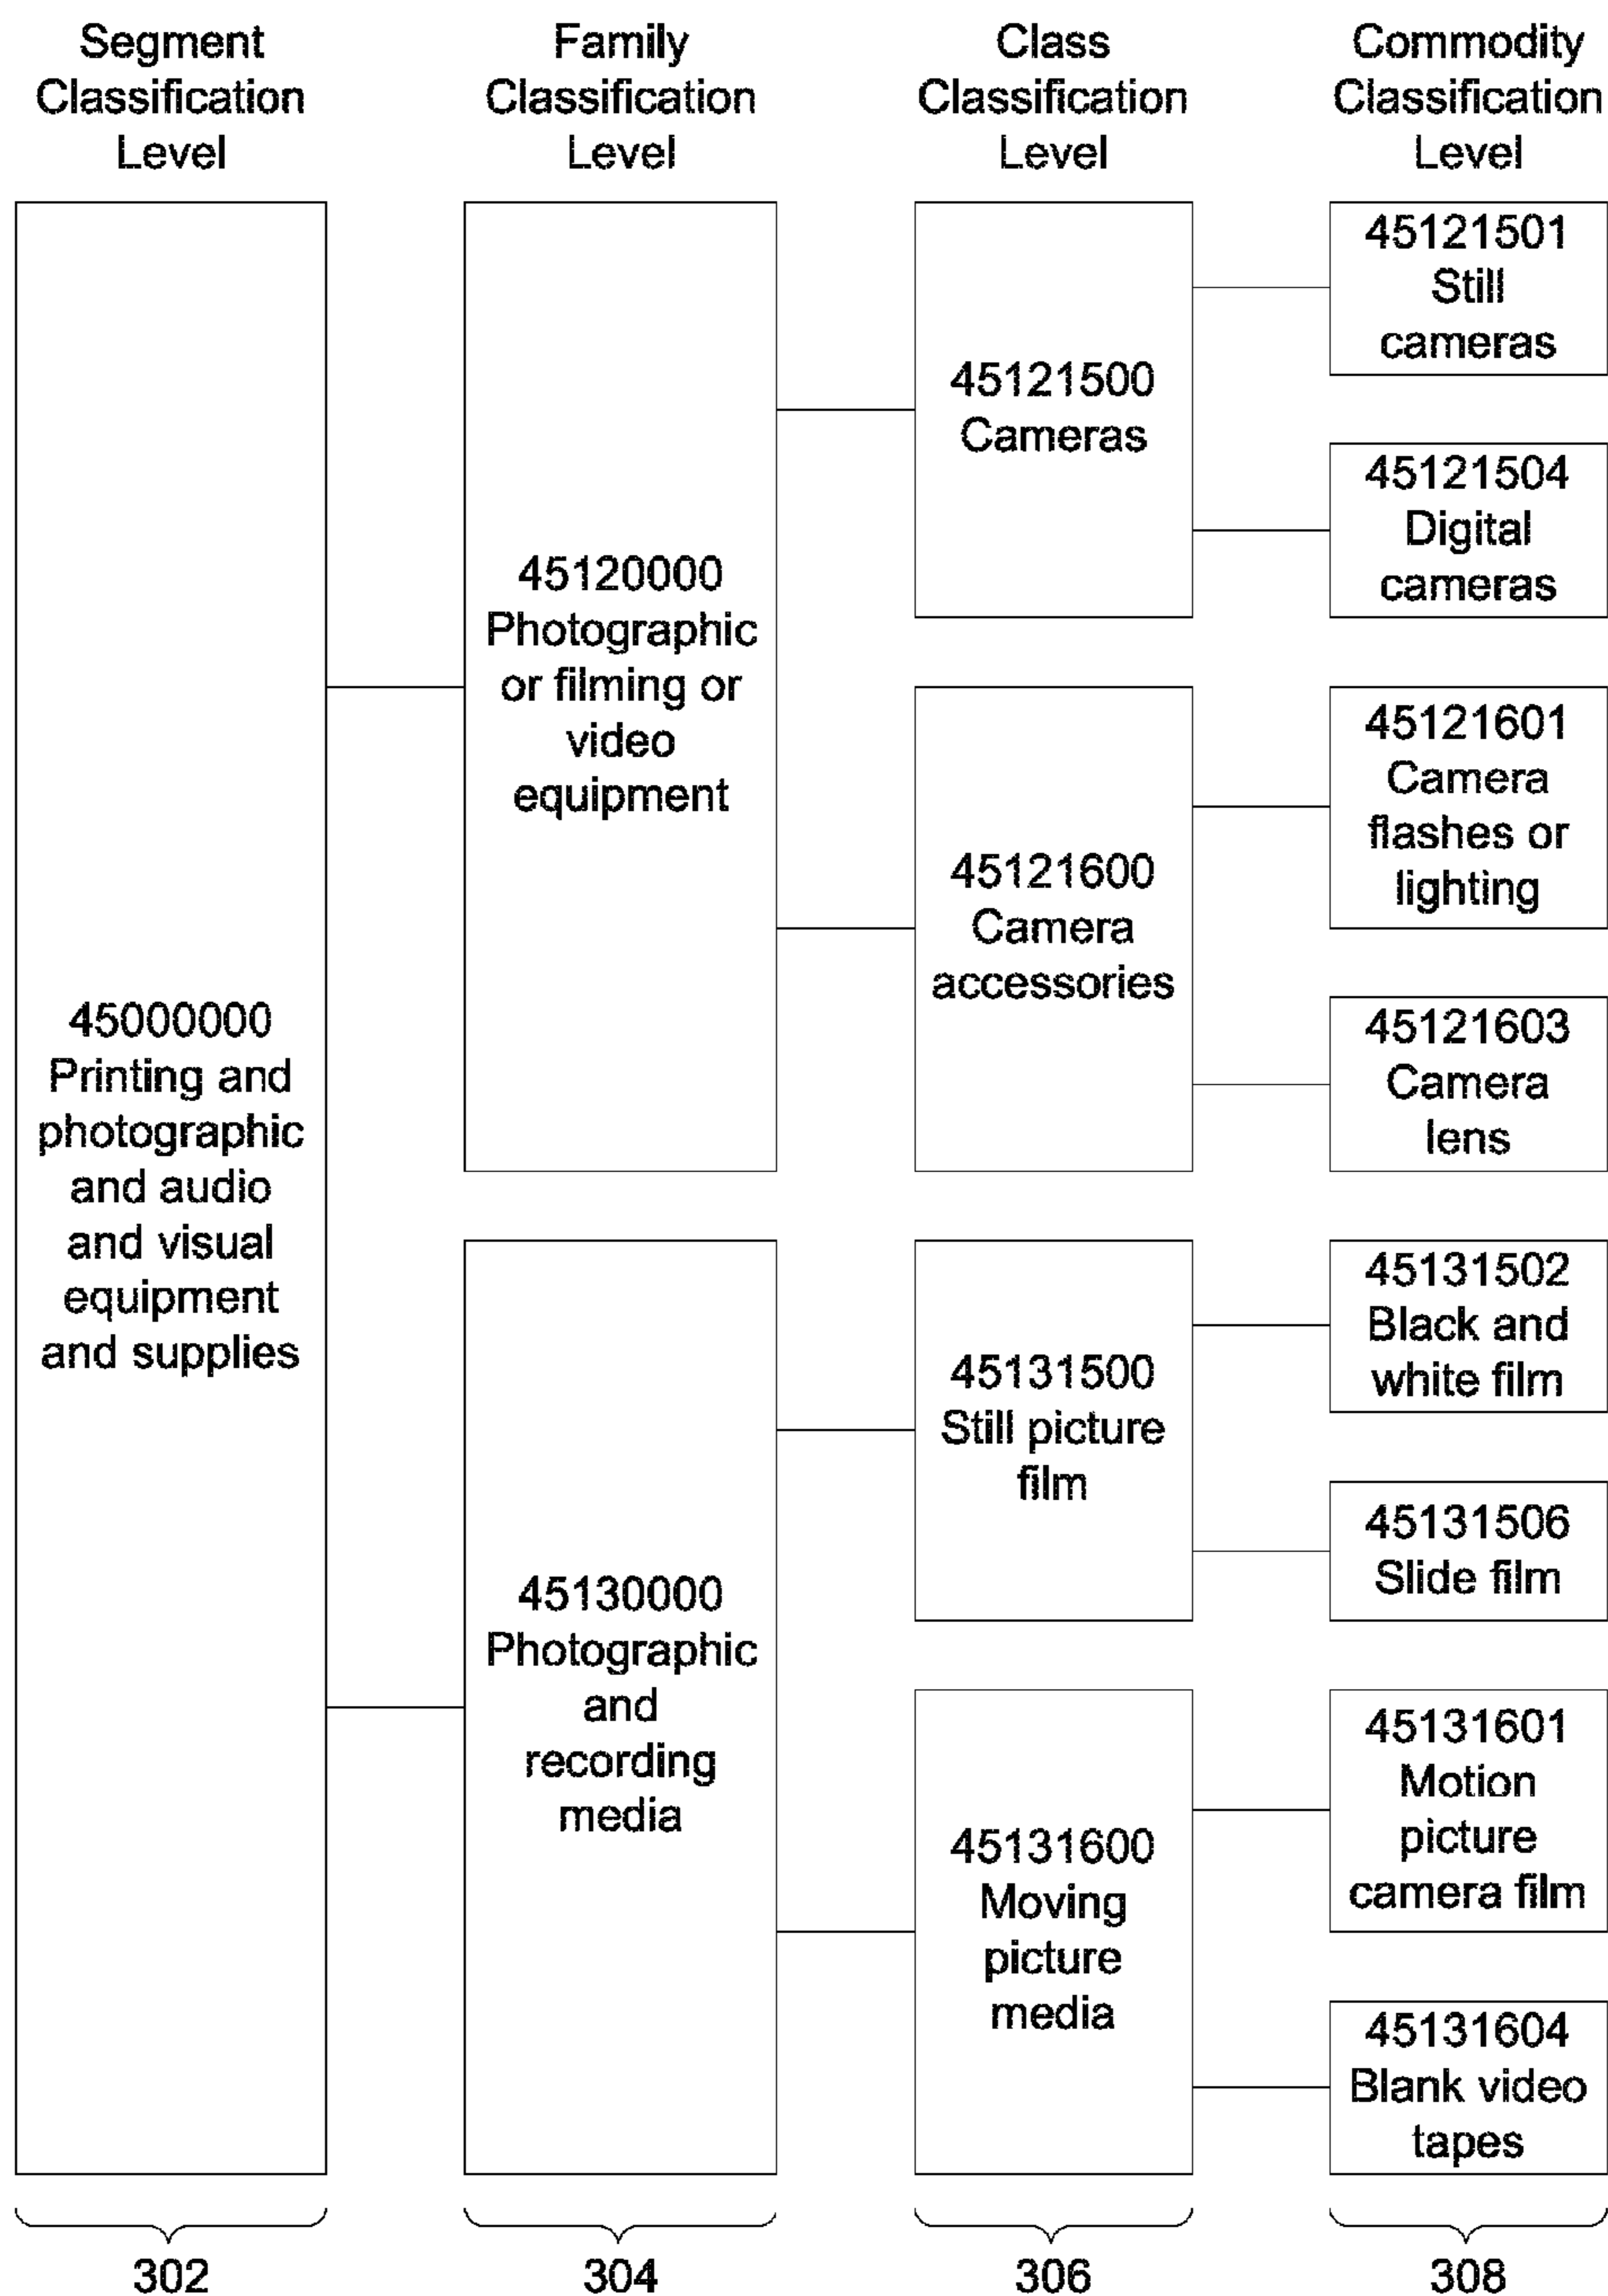 Segment
Classification
Level
Family
Classification
Level
Class
Classification
Level
Commodity
Classification
Level
45000000
Printing and
photographic
and audio
and visual
equipment
and supplies
45120000
Photographic
or filming or
video
equipment
45130000
Photographic
and
recording
media
45121500
Cameras
45121600
Camera
accessories
45131500
Still picture
film
45131600
Moving
picture
media
45121501
Still
cameras
45121504
Digital
cameras
45121601
Camera
flashes or
lighting
45121603
Camera
lens
45131502
Black and
white film
45131506
Slide film
45131601
Motion
picture
camera film
45131604
Blank video
tapes
302
304
306
308